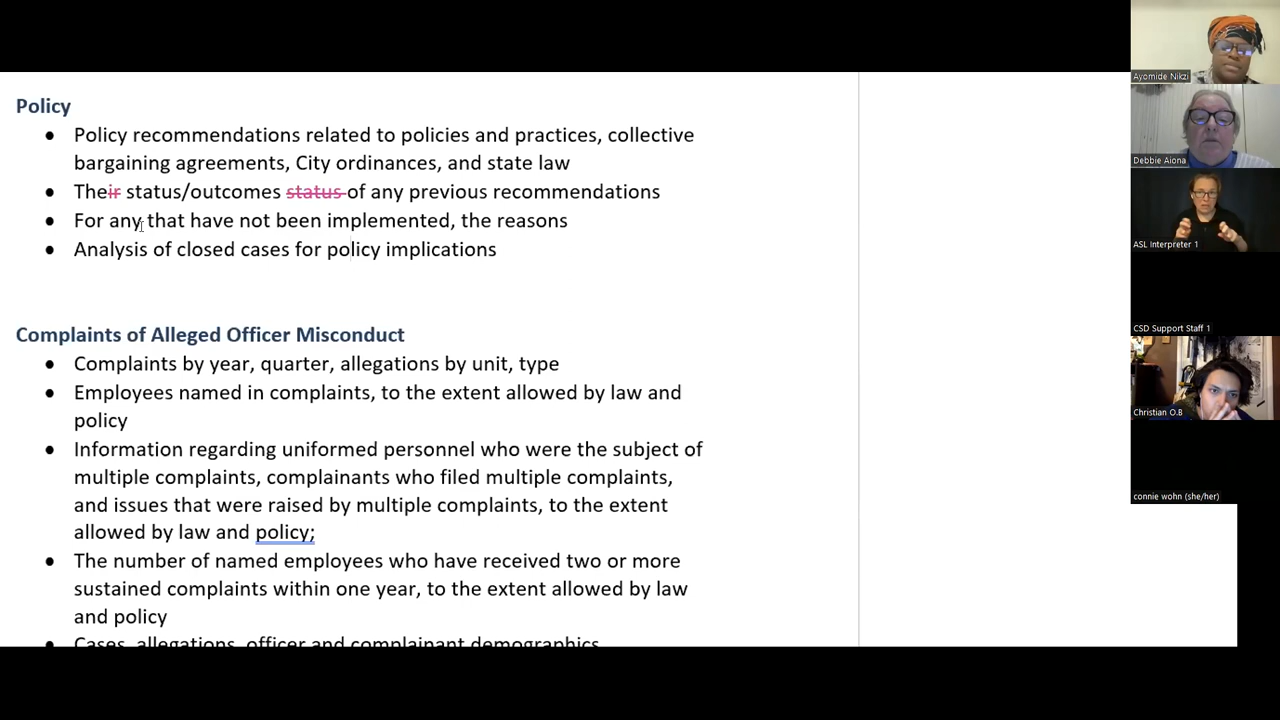 Policy
● Policy recommendations related to policies and practices, collective
bargaining agreements, City ordinances, and state law
● Their status/outcomes status of any previous recommendations
● For any that have not been implemented, the reasons
● Analysis of closed cases for policy implications
Complaints of Alleged Officer Misconduct
● Complaints by year, quarter, allegations by unit, type
● Employees named in complaints, to the extent allowed by law and
policy
● Information regarding uniformed personnel who were the subject of
multiple complaints, complainants who filed multiple complaints,
and issues that were raised by multiple complaints, to the extent
allowed by law and policy;
● The number of named employees who have received two or more
sustained complaints within one year, to the extent allowed by law
and policy
● Cases, allegations, officer and complainant demographics
Ayomide Nikzi
Debbie Aiona
ASL Interpreter 1
CSD Support Staff 1
Christian O.B
connie wohn (she/her)